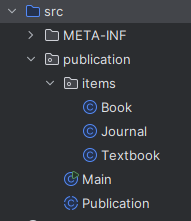 src
META-INF
publication
items
Book
Journal
Textbook
Main
Publication